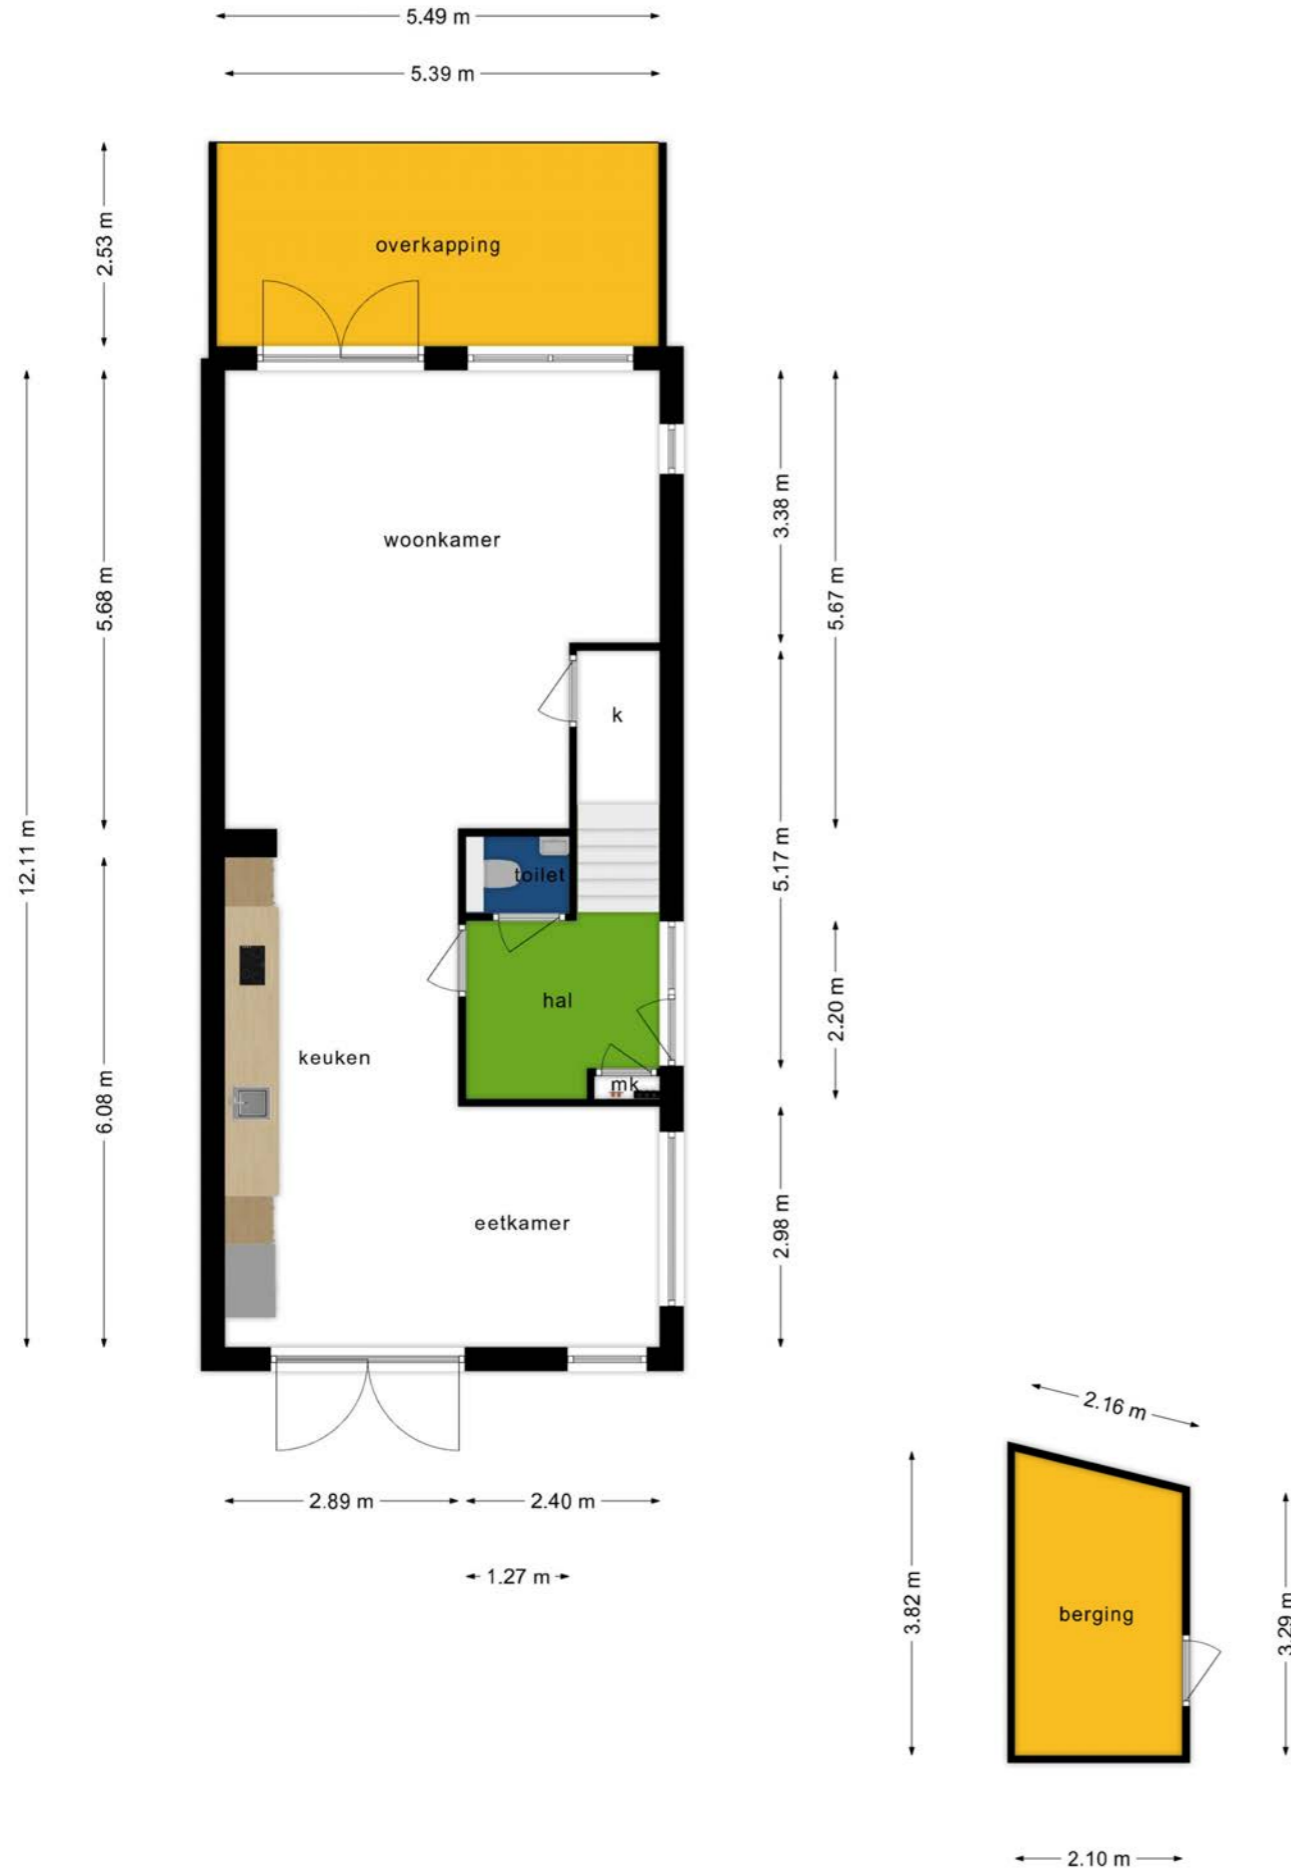 5.49 m
5.39 m
2.53 m
overkapping
12.11 m
5.68 m
woonkamer
3.38 m
5.67 m
k
toilet
5.17 m
hal
2.20 m
keuken
mk
6.08 m
eetkamer
2.98 m
2.89 m
2.40 m
1.27 m
2.16 m
3.82 m
berging
3.29 m
2.10 m